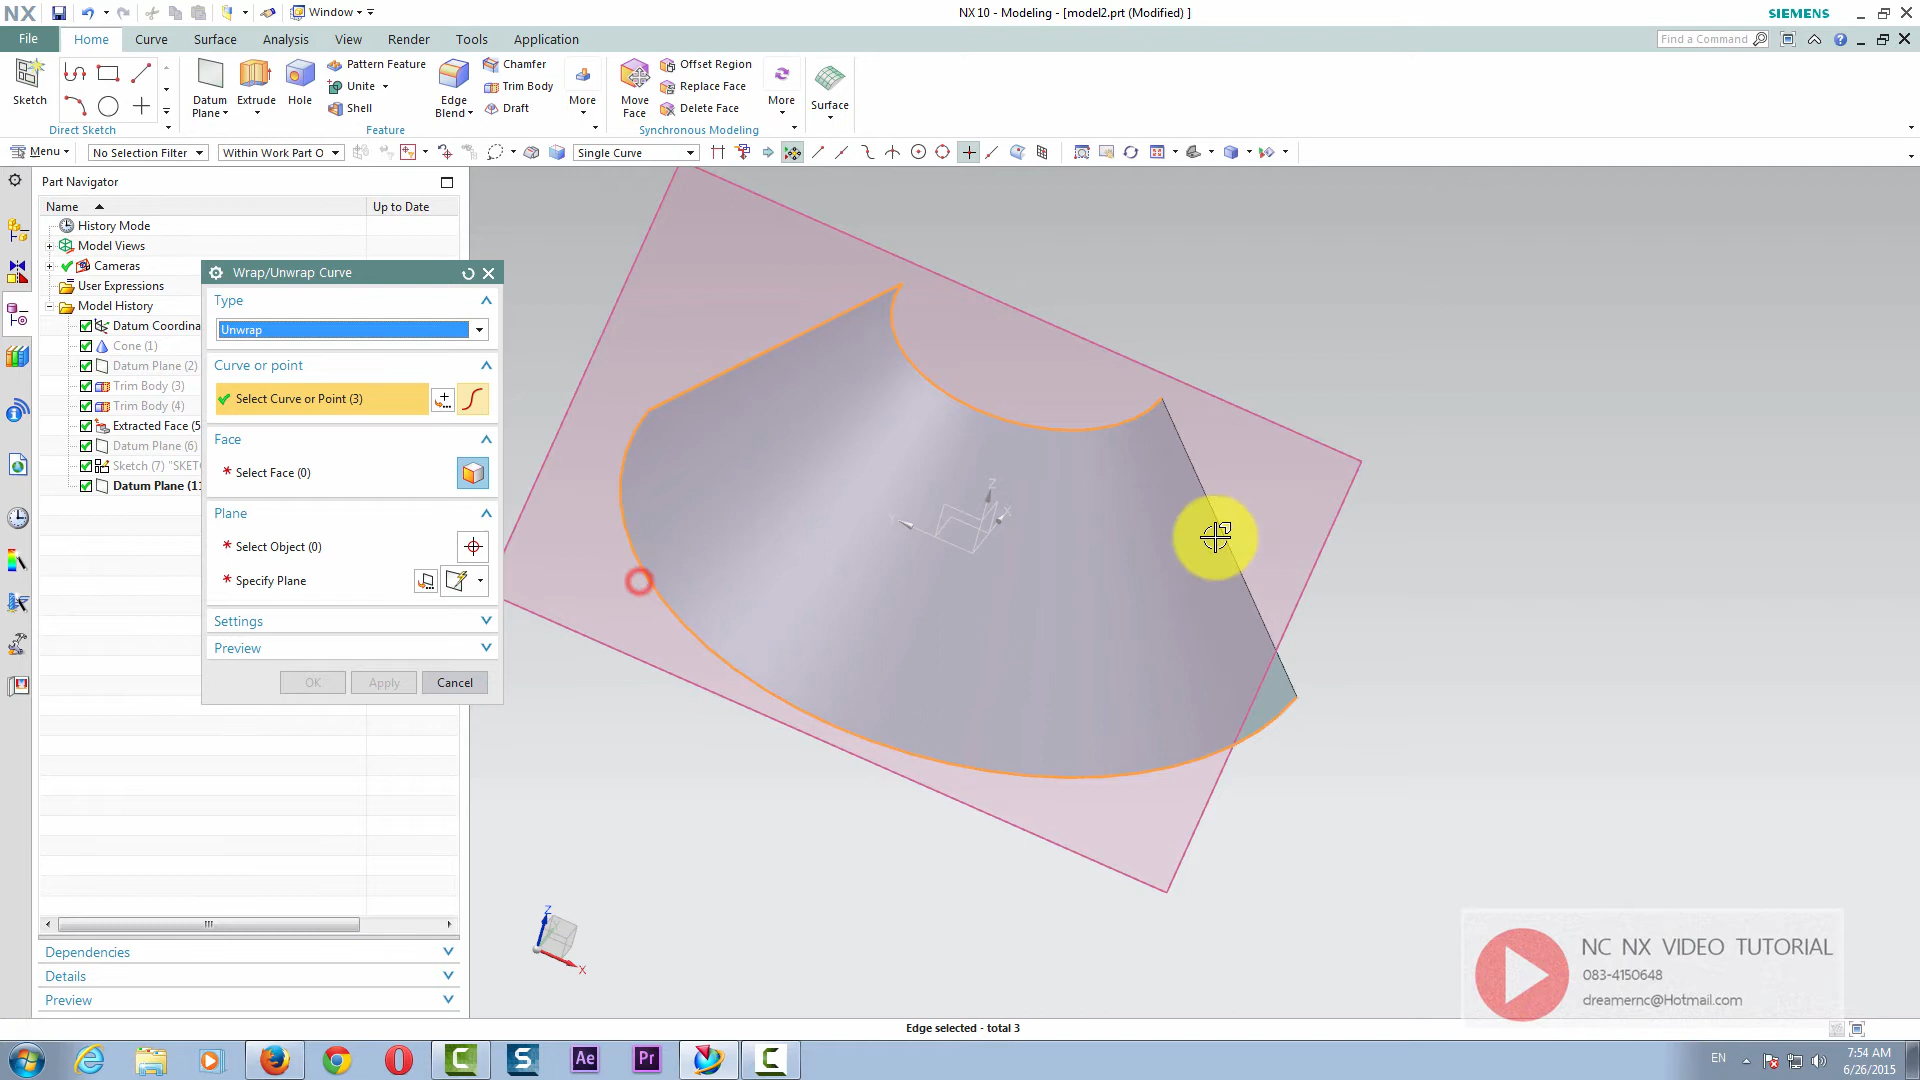 NX
Window
NX 10 - Modeling - [model2.prt (Modified) ]
SIEMENS
File
Home
Curve
Surface
Analysis
View
Render
Tools
Application
Find a Command
Sketch
Direct Sketch
Datum Plane
Extrude
Hole
Pattern Feature
Unite
Shell
Edge Blend
Chamfer
Trim Body
Draft
More
Feature
Move Face
Offset Region
Replace Face
Delete Face
More
Synchronous Modeling
Surface
Menu
No Selection Filter
Within Work Part O
Single Curve
Part Navigator
Name
Up to Date
History Mode
Model Views
Cameras
User Expressions
Model History
Datum Coordina
Cone (1)
Datum Plane (2)
Trim Body (3)
Trim Body (4)
Extracted Face (5
Datum Plane (6)
Sketch (7) "SKET
Datum Plane (11
Wrap/Unwrap Curve
Type
Unwrap
Curve or point
Select Curve or Point (3)
Face
* Select Face (0)
Plane
* Select Object (0)
* Specify Plane
Settings
Preview
OK
Apply
Cancel
Z
X
Z
X
Dependencies
Details
Preview
NC NX VIDEO TUTORIAL
083-4150648
dreamernc@Hotmail.com
Edge selected - total 3
S
Ae
Pr
C
EN
7:54 AM
6/26/2015